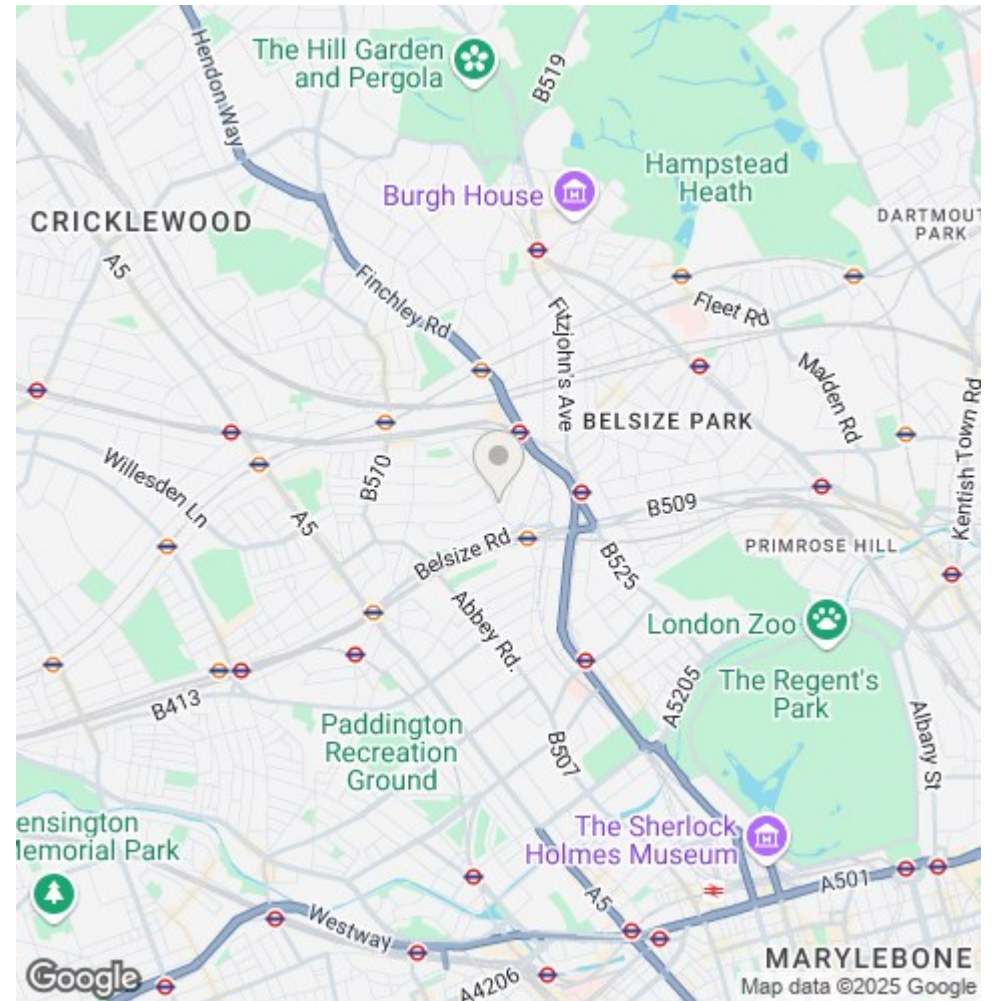 The Hill Garden
and Pergola
B519
Hendon Way
Burgh House
Hampstead
Heath
CRICKLEWOOD
DARTMOUT
PARK
A5
Finchley Rd
Fitzjohn's Ave
Fleet Rd
Malden Rd
Kentish Town Rd
BELSIZE PARK
Willesden Ln
B510
A5
B509
Belsize Rd
B525
PRIMROSE HILL
Abbey Rd.
London Zoo
The Regent's
Park
A5205
Albany St
B413
Paddington
Recreation
Ground
B507
ensington
Memorial Park
The Sherlock
Holmes Museum
A501
A5
Westway
A4206
MARYLEBONE
Google
Map data ©2025 Google